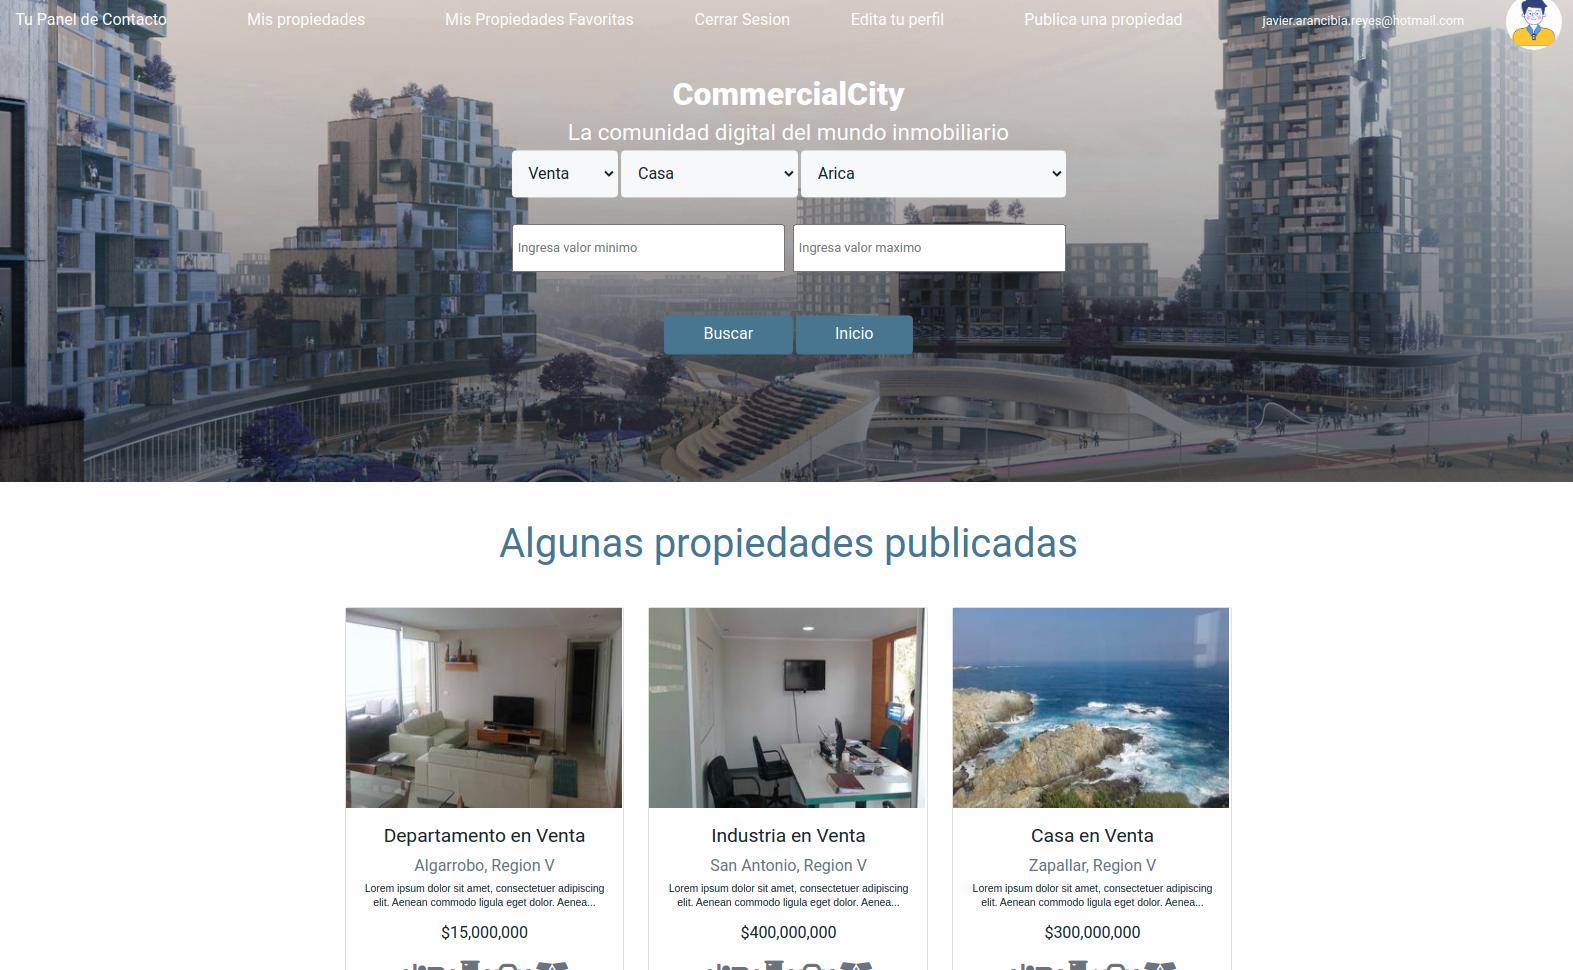 Tu Panel de Contacto Mis propiedades Mis Propiedades Favoritas Cerrar Sesion Edita tu perfil Publica una propiedad javier.arancibia.reyes@hotmail.com
CommercialCity
La comunidad digital del mundo inmobiliario
Venta Casa Arica
Ingresa valor minimo Ingresa valor maximo
Buscar Inicio
Algunas propiedades publicadas
Departamento en Venta
Algarrobo, Region V
Lorem ipsum dolor sit amet, consectetuer adipiscing
elit. Aenean commodo ligula eget dolor. Aenea...
$15,000,000
Industria en Venta
San Antonio, Region V
Lorem ipsum dolor sit amet, consectetuer adipiscing
elit. Aenean commodo ligula eget dolor. Aenea...
$400,000,000
Casa en Venta
Zapallar, Region V
Lorem ipsum dolor sit amet, consectetuer adipiscing
elit. Aenean commodo ligula eget dolor. Aenea...
$300,000,000